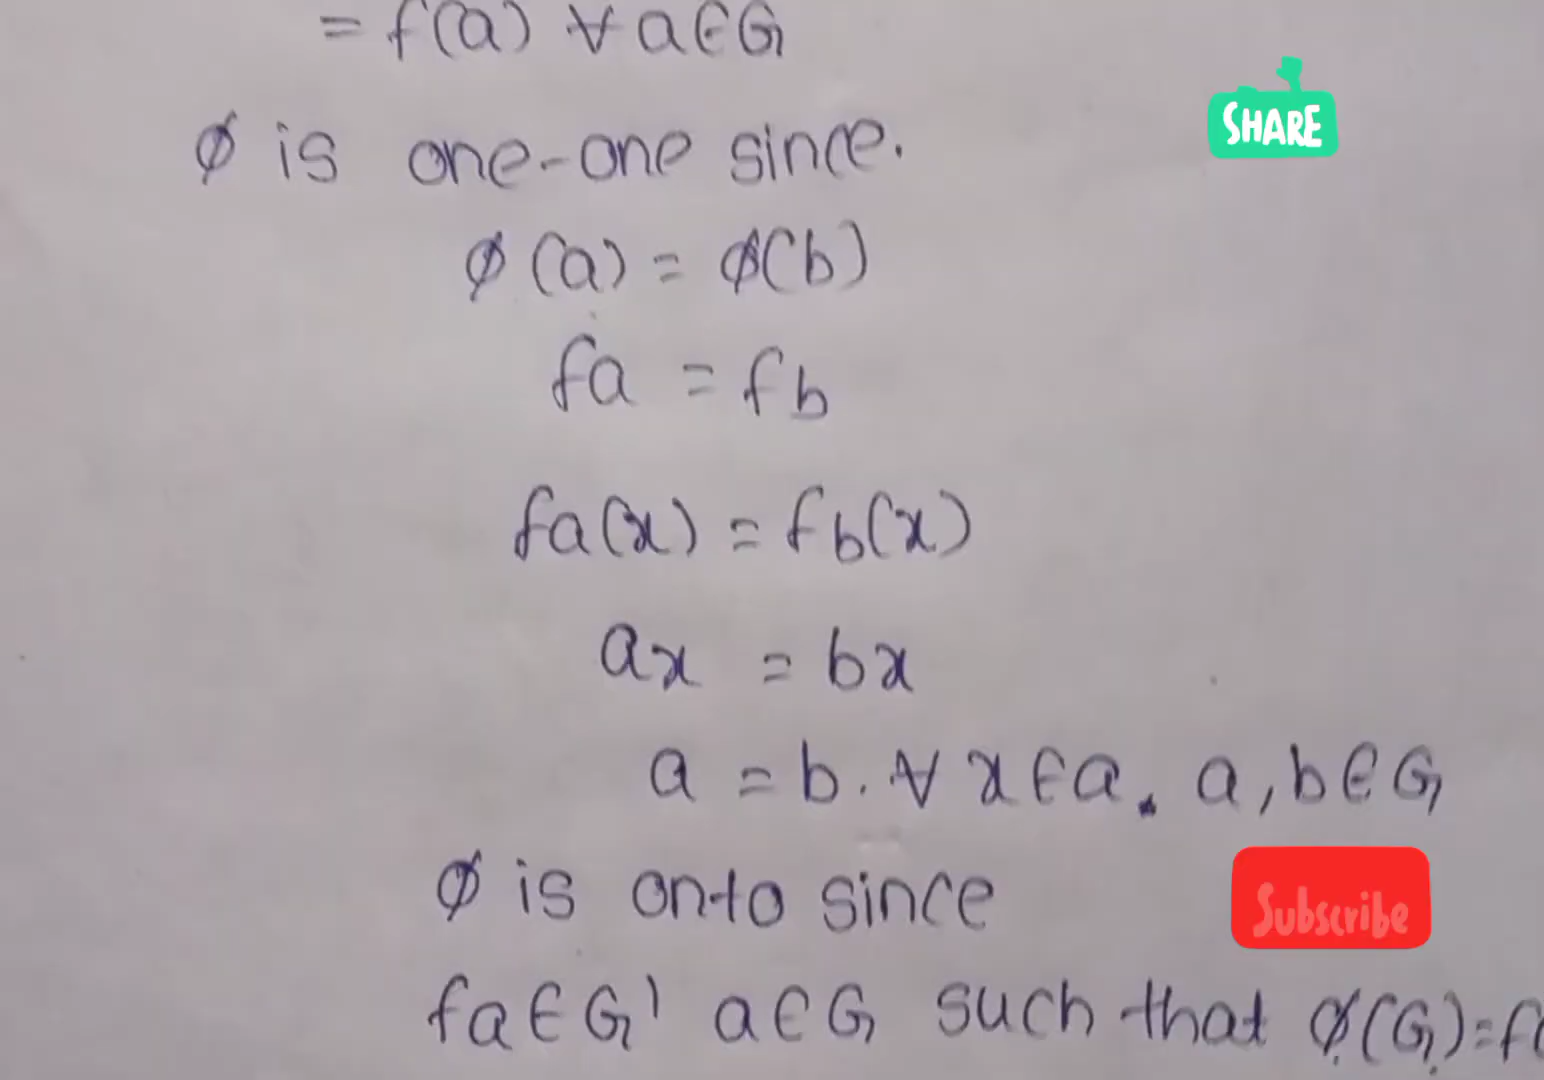 = f(a) ∀ a∈G
SHARE
φ is one-one since.
φ(a) = φ(b)
fa = fb
fa(x) = fb(x)
ax = bx
a = b. ∀ x∈a. a,b∈G
φ is onto since
Subscribe
fa∈G' a∈G such that φ(G)=f